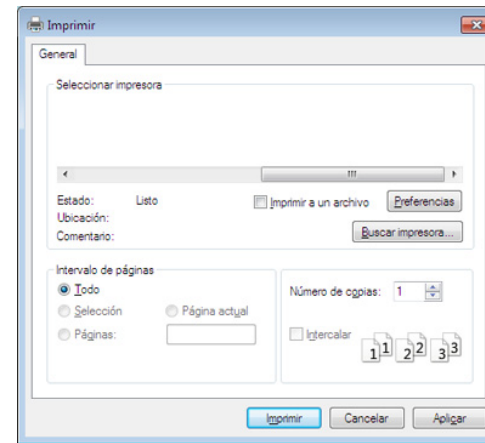 Imprimir
General
Seleccionar impresora
Estado: Listo
Imprimir a un archivo
Preferencias
Ubicación:
Comentario:
Buscar impresora...
Intervalo de páginas
Todo
Selección
Página actual
Páginas:
Número de copias: 1
Intercalar
1 1 2 2 3 3
Imprimir Cancelar Aplicar